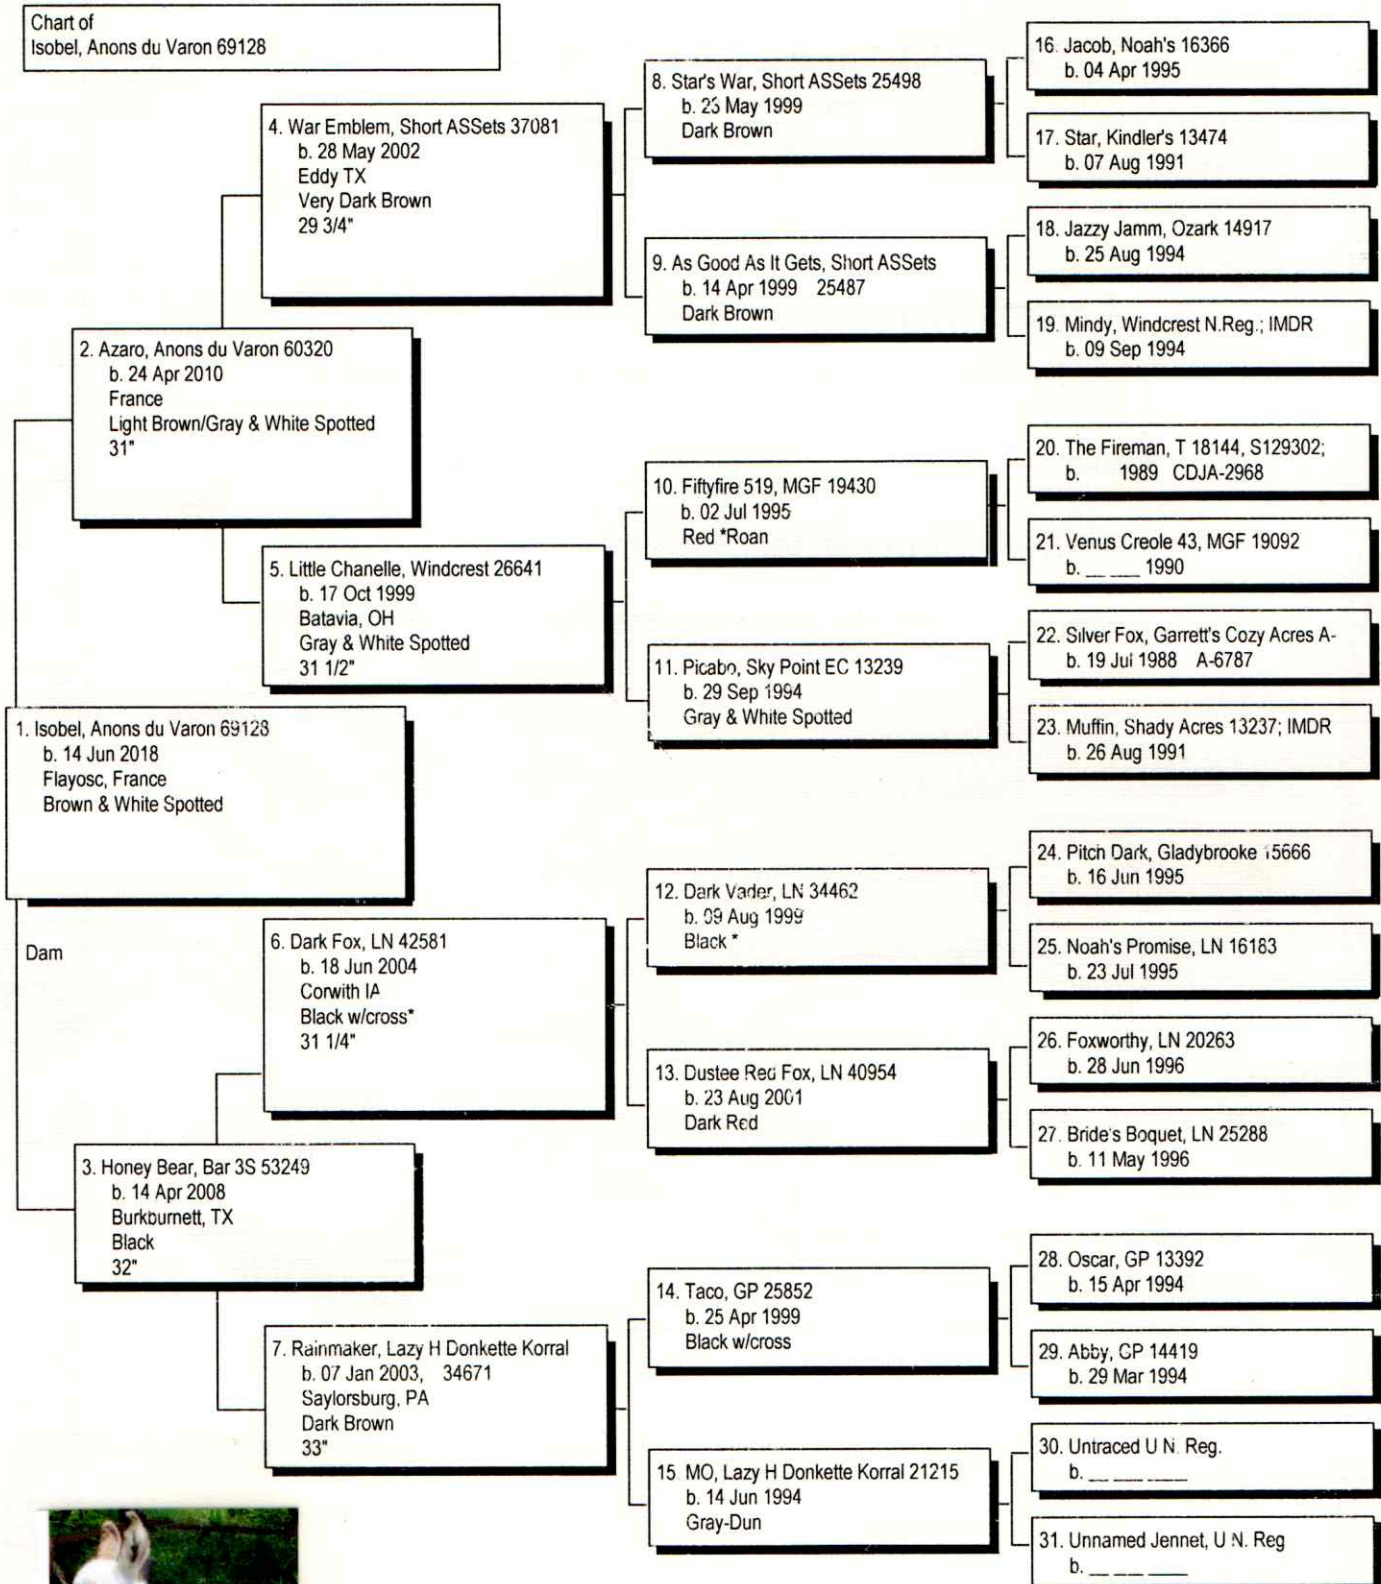 Chart of
Isobel, Anons du Varon 69128
1. Isobel, Anons du Varon 69128
b. 14 Jun 2018
Flayosc, France
Brown & White Spotted
Dam
2. Azaro, Anons du Varon 60320
b. 24 Apr 2010
France
Light Brown/Gray & White Spotted
31"
3. Honey Bear, Bar 3S 53249
b. 14 Apr 2008
Burkburnett, TX
Black
32"
4. War Emblem, Short ASSets 37081
b. 28 May 2002
Eddy TX
Very Dark Brown
29 3/4"
5. Little Chanelle, Windcrest 26641
b. 17 Oct 1999
Batavia, OH
Gray & White Spotted
31 1/2"
6. Dark Fox, LN 42581
b. 18 Jun 2004
Corwith IA
Black w/cross*
31 1/4"
7. Rainmaker, Lazy H Donkette Korral
b. 07 Jan 2003, 34671
Saylorsburg, PA
Dark Brown
33"
8. Star's War, Short ASSets 25498
b. 23 May 1999
Dark Brown
9. As Good As It Gets, Short ASSets
b. 14 Apr 1999 25487
Dark Brown
10. Fiftyfire 519, MGF 19430
b. 02 Jul 1995
Red *Roan
11. Picabo, Sky Point EC 13239
b. 29 Sep 1994
Gray & White Spotted
12. Dark Vader, LN 34462
b. 09 Aug 1999
Black *
13. Dustee Red Fox, LN 40954
b. 23 Aug 2001
Dark Red
14. Taco, GP 25852
b. 25 Apr 1999
Black w/cross
15. MO, Lazy H Donkette Korral 21215
b. 14 Jun 1994
Gray-Dun
16. Jacob, Noah's 16366
b. 04 Apr 1995
17. Star, Kindler's 13474
b. 07 Aug 1991
18. Jazzy Jamm, Ozark 14917
b. 25 Aug 1994
19. Mindy, Windcrest N.Reg.; IMDR
b. 09 Sep 1994
20. The Fireman, T 18144, S129302;
b. 1989 CDJA-2968
21. Venus Creole 43, MGF 19092
b. __ ___ 1990
22. Silver Fox, Garrett's Cozy Acres A-
b. 19 Jul 1988 A-6787
23. Muffin, Shady Acres 13237; IMDR
b. 26 Aug 1991
24. Pitch Dark, Gladybrooke 15666
b. 16 Jun 1995
25. Noah's Promise, LN 16183
b. 23 Jul 1995
26. Foxworthy, LN 20263
b. 28 Jun 1996
27. Bride's Boquet, LN 25288
b. 11 May 1996
28. Oscar, GP 13392
b. 15 Apr 1994
29. Abby, GP 14419
b. 29 Mar 1994
30. Untraced U N. Reg.
b. __ ___ ____
31. Unnamed Jennet, U N. Reg
b. __ ___ ____